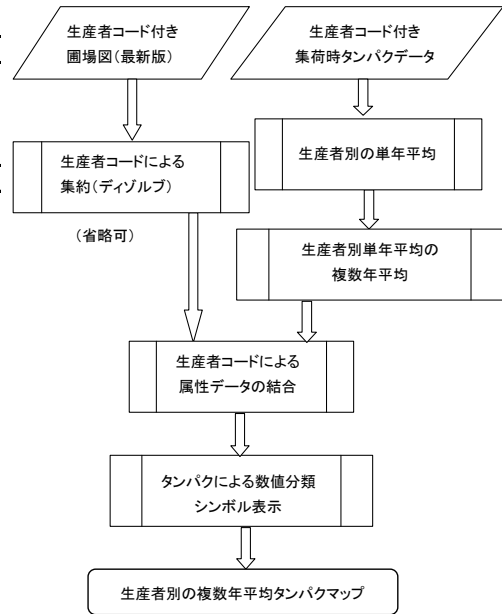 生産者コード付き
圃場図（最新版）
生産者コード付き
集荷時タンパクデータ
生産者コードによる
集約（ディゾルブ）
（省略可）
生産者別の単年平均
生産者別単年平均の
複数年平均
生産者コードによる
属性データの結合
タンパクによる数値分類
シンボル表示
生産者別の複数年平均タンパクマップ